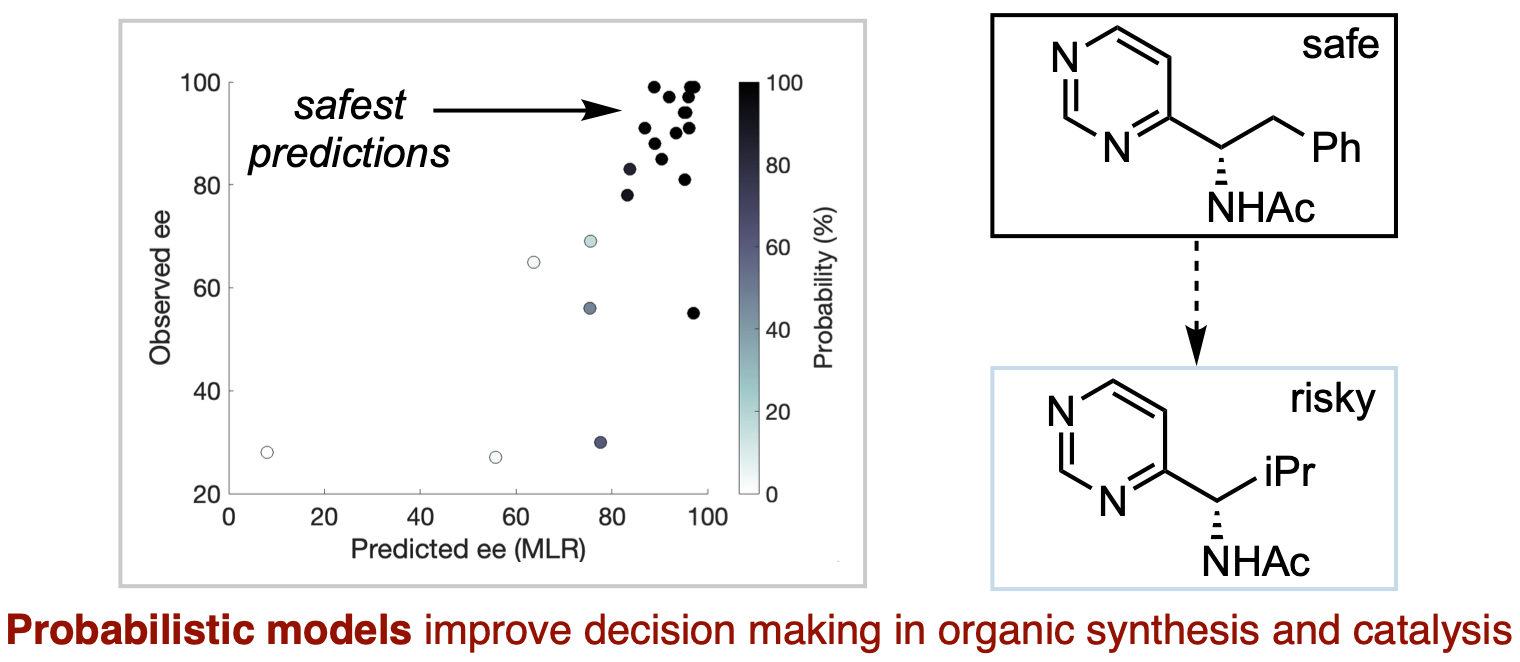 safest
predictions
100
80
60
40
20
Observed ee
0
20
40
60
80
100
Predicted ee (MLR)
100
80
60
40
20
0
Probability (%)
safe
N
N
Ph
NHAc
risky
N
iPr
N
NHAc
Probabilistic models improve decision making in organic synthesis and catalysis